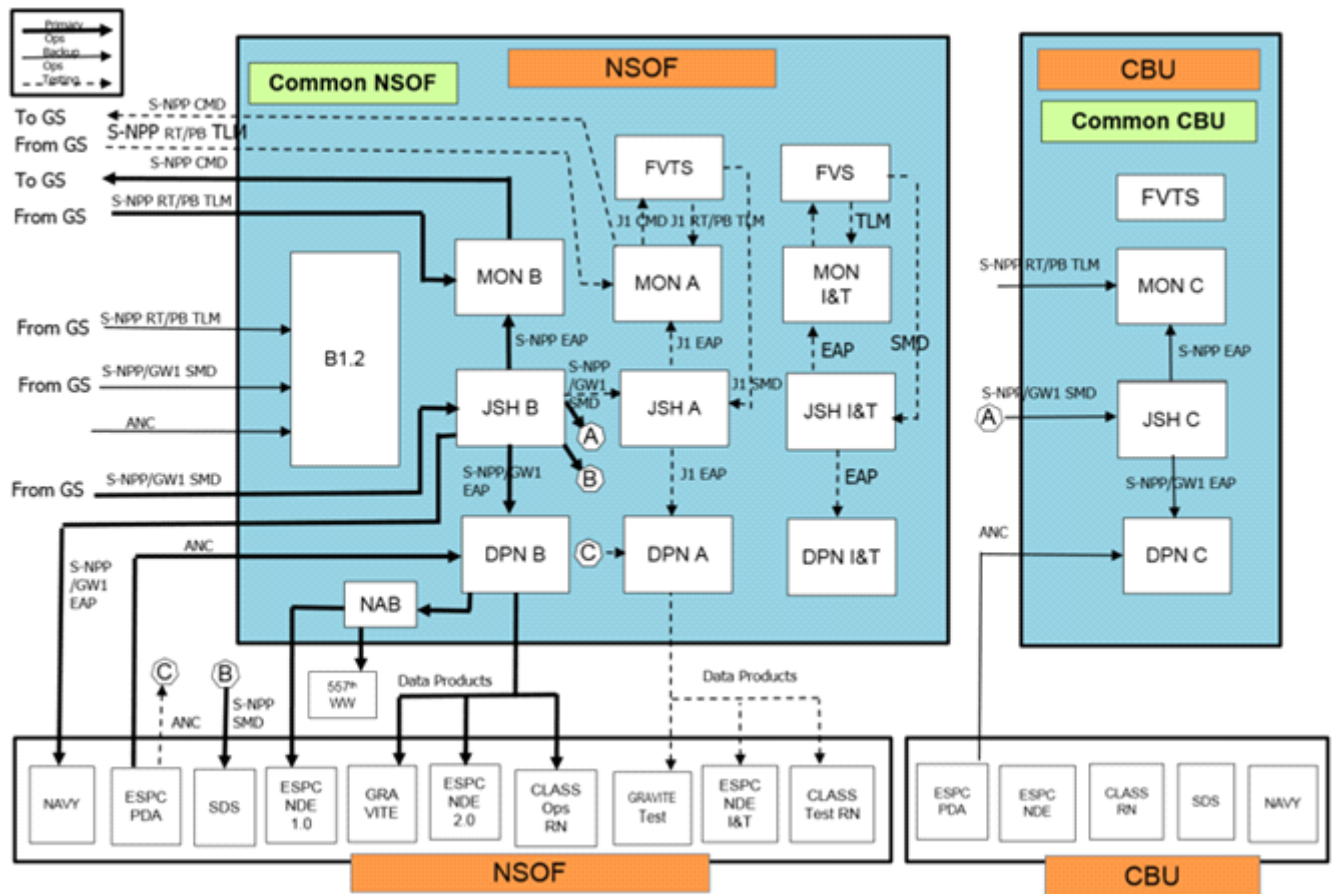 Primary
Ops
Backup
Ops
Testing
NSOF
Common NSOF
CBU
Common CBU
To GS
S-NPP CMD
From GS
S-NPP RT/PB TLM
To GS
S-NPP CMD
From GS
S-NPP RT/PB TLM
FVTS
FVS
FVTS
J1 CMD
J1 RT/PB TLM
TLM
MON B
MON A
MON
I&T
S-NPP RT/PB TLM
MON C
From GS
S-NPP RT/PB TLM
B1.2
S-NPP EAP
J1 EAP
EAP
SMD
S-NPP EAP
From GS
S-NPP/GW1 SMD
S-NPP
/GW1
SMD
J1 SMD
S-NPP/GW1 SMD
JSH B
JSH A
JSH I&T
A
JSH C
ANC
A
B
From GS
S-NPP/GW1 SMD
S-NPP/GW1
EAP
J1 EAP
EAP
S-NPP/GW1 EAP
ANC
ANC
DPN B
C
DPN A
DPN I&T
DPN C
S-NPP
/GW1
EAP
NAB
C
B
557th
WW
Data Products
Data Products
ANC
S-NPP
SMD
NAVY
ESPC
PDA
SDS
ESPC
NDE
1.0
GRA
VITE
ESPC
NDE
2.0
CLASS
Ops
RN
GRAVITE
Test
ESPC
NDE
I&T
CLASS
Test RN
ESPC
PDA
ESPC
NDE
CLASS
RN
SDS
NAVY
NSOF
CBU